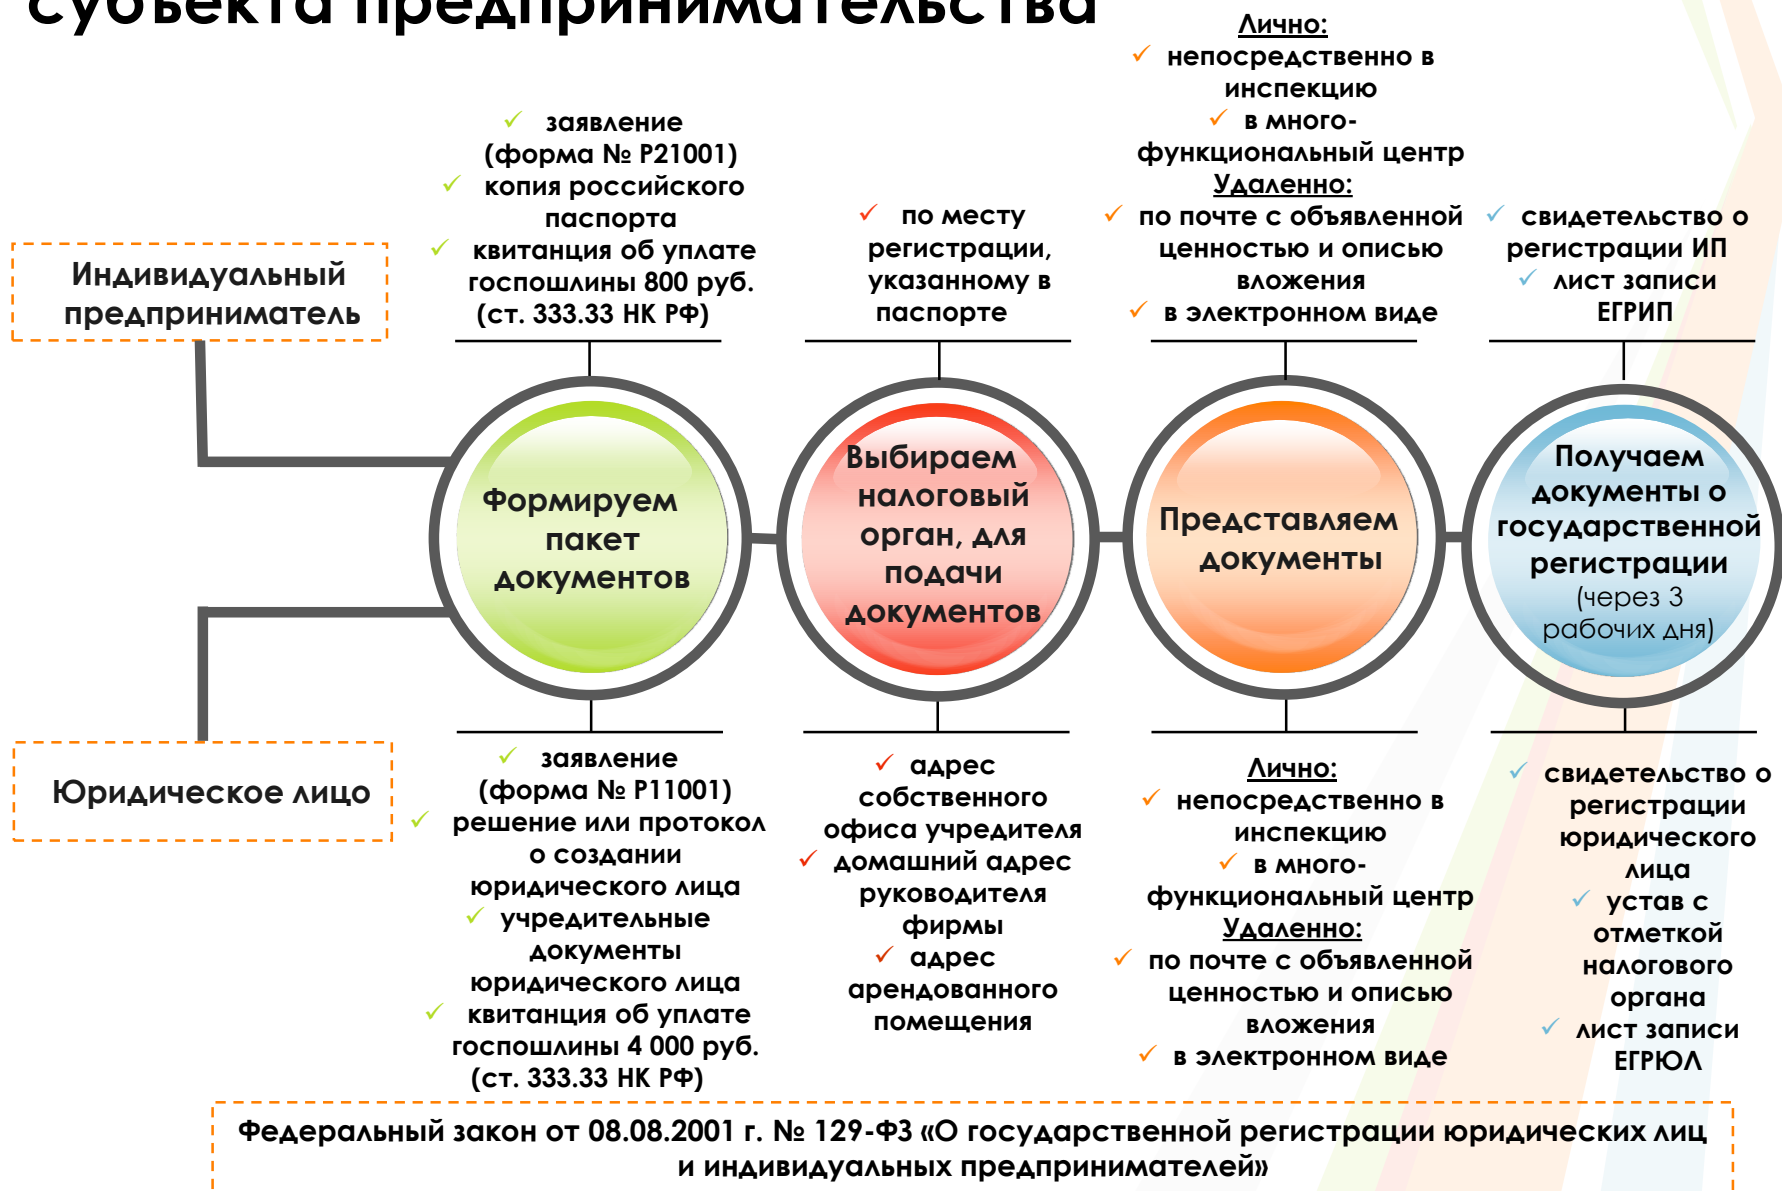 субъекта предпринимательства
Индивидуальный
предприниматель
заявление
(форма № Р21001)
копия российского
паспорта
квитанция об уплате
госпошлины 800 руб.
(ст. 333.33 НК РФ)
по месту
регистрации,
указанному в
паспорте
Лично:
непосредственно в
инспекцию
в много-
функциональный центр
Удаленно:
по почте с объявленной
ценностью и описью
вложения
в электронном виде
свидетельство о
регистрации ИП
лист записи
ЕГРИП
Формируем
пакет
документов
Выбираем
налоговый
орган, для
подачи
документов
Представляем
документы
Получаем
документы о
государственной
регистрации
(через 3
рабочих дня)
Юридическое лицо
заявление
(форма № Р11001)
решение или протокол
о создании
юридического лица
учредительные
документы
юридического лица
квитанция об уплате
госпошлины 4 000 руб.
(ст. 333.33 НК РФ)
адрес
собственного
офиса учредителя
домашний адрес
руководителя
фирмы
адрес
арендованного
помещения
Лично:
непосредственно в
инспекцию
в много-
функциональный центр
Удаленно:
по почте с объявленной
ценностью и описью
вложения
в электронном виде
свидетельство о
регистрации
юридического
лица
устав с
отметкой
налогового
органа
лист записи
ЕГРЮЛ
Федеральный закон от 08.08.2001 г. № 129-ФЗ «О государственной регистрации юридических лиц
и индивидуальных предпринимателей»